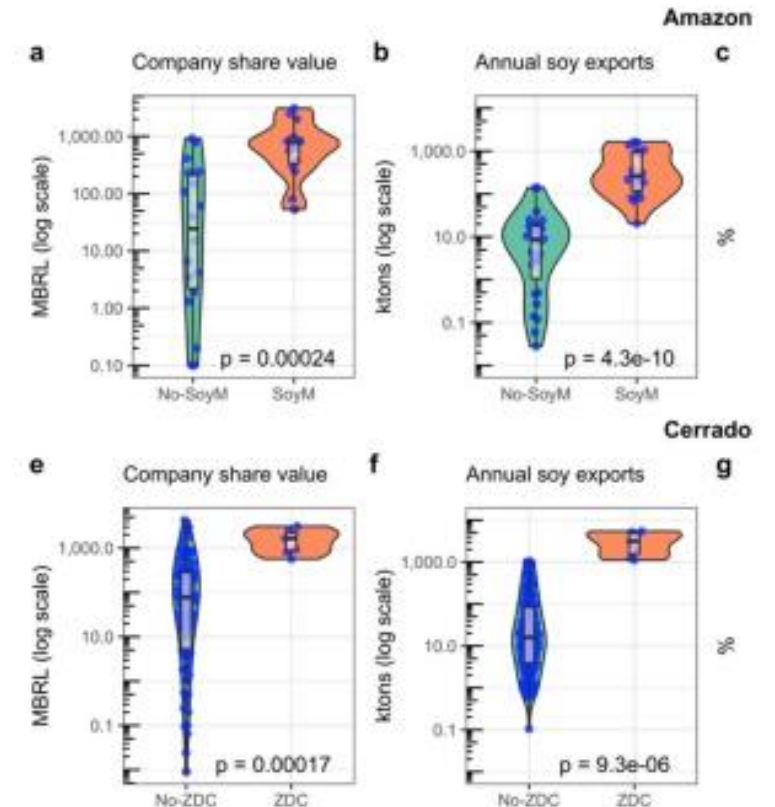 Amazon
a
Company share value
MBRL (log scale)
1,000.00
100.00
10.00
1.00
0.10
p = 0.00024
No-SoyM
SoyM
b
Annual soy exports
ktons (log scale)
1,000.0
10.0
0.1
p = 4.3e-10
No-SoyM
SoyM
c
%
Cerrado
e
Company share value
MBRL (log scale)
1,000.0
10.0
0.1
p = 0.00017
No-ZDC
ZDC
f
Annual soy exports
ktons (log scale)
1,000.0
10.0
0.1
p = 9.3e-06
No-ZDC
ZDC
g
%